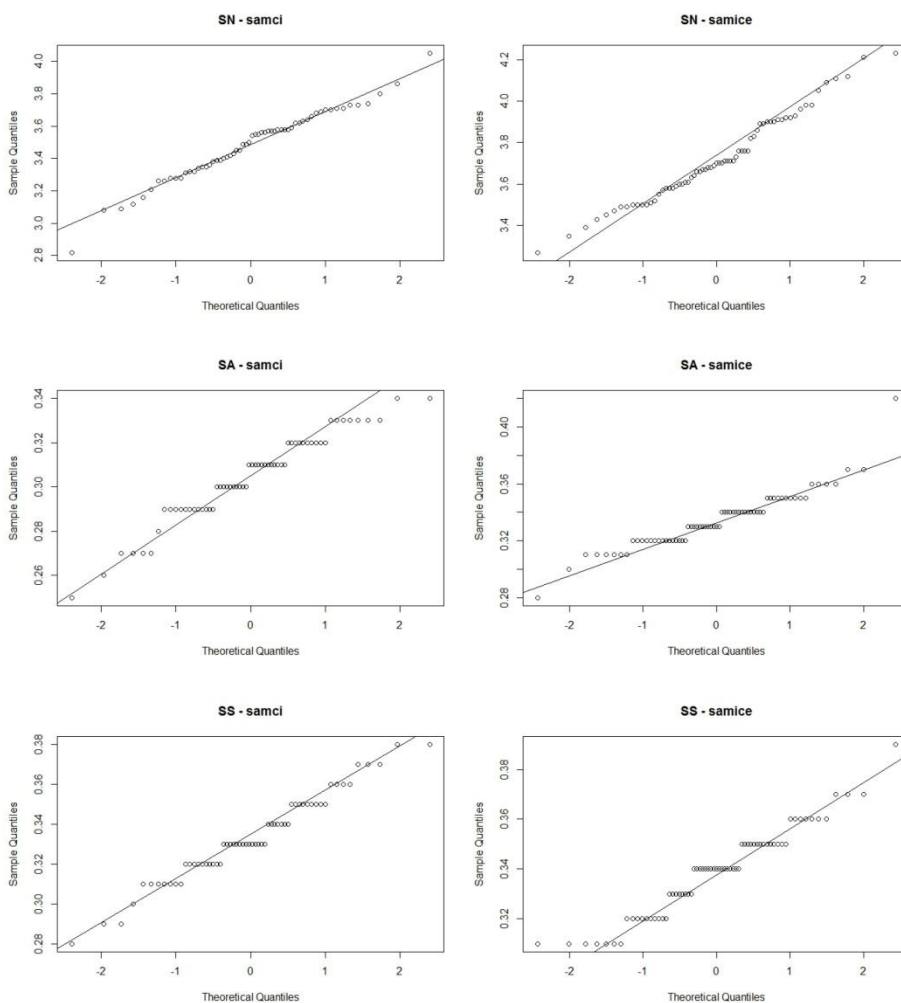 SN - samci
SN - samice
Sample Quantiles
2.8 3.0 3.2 3.4 3.6 3.8 4.0
-2 -1 0 1 2
Theoretical Quantiles
Sample Quantiles
3.4 3.6 3.8 4.0 4.2
-2 -1 0 1 2
Theoretical Quantiles
SA - samci
SA - samice
Sample Quantiles
0.26 0.28 0.30 0.32 0.34
-2 -1 0 1 2
Theoretical Quantiles
Sample Quantiles
0.28 0.32 0.36 0.40
-2 -1 0 1 2
Theoretical Quantiles
SS - samci
SS - samice
Sample Quantiles
0.28 0.30 0.32 0.34 0.36 0.38
-2 -1 0 1 2
Theoretical Quantiles
Sample Quantiles
0.32 0.34 0.36 0.38
-2 -1 0 1 2
Theoretical Quantiles